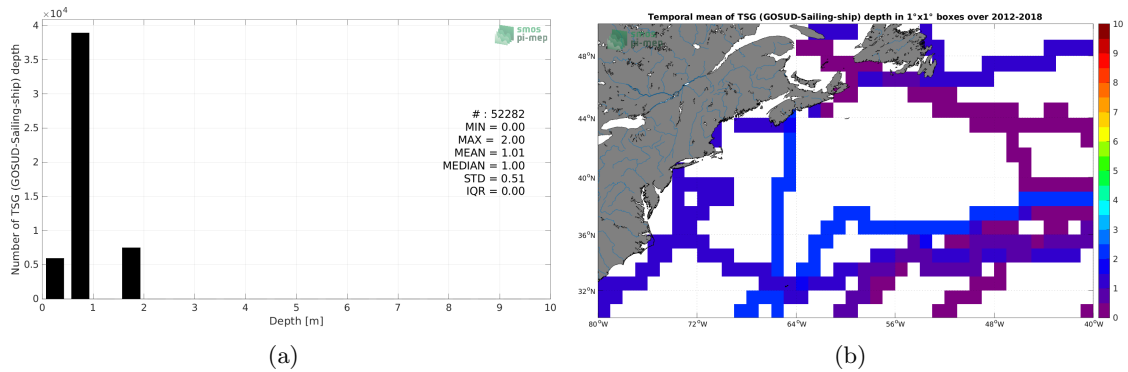 ×10⁴
4
3.5
3
2.5
2
1.5
1
0.5
0
Number of TSG (GOSUD-Sailing-ship) depth
smos
pi-mep
# : 52282
MIN = 0.00
MAX = 2.00
MEAN = 1.01
MEDIAN = 1.00
STD = 0.51
IQR = 0.00
0 1 2 3 4 5 6 7 8 9 10
Depth [m]
(a)
Temporal mean of TSG (GOSUD-Sailing-ship) depth in 1°x1° boxes over 2012-2018
smos
pi-mep
48°N
44°N
40°N
36°N
32°N
80°W 72°W 64°W 56°W 48°W 40°W
10
9
8
7
6
5
4
3
2
1
0
(b)